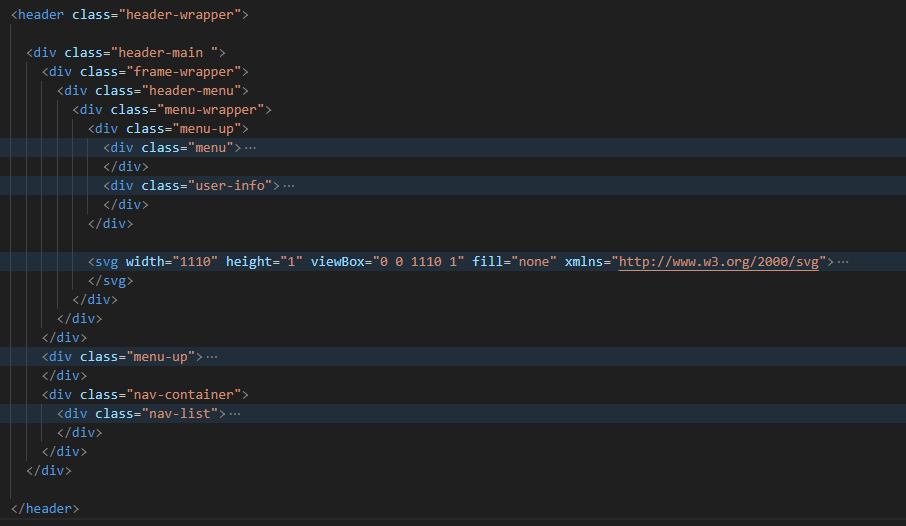 <header class="header-wrapper">
<div class="header-main ">
<div class="frame-wrapper">
<div class="header-menu">
<div class="menu-wrapper">
<div class="menu-up">
<div class="menu">⋯
</div>
<div class="user-info">⋯
</div>
</div>
<svg width="1110" height="1" viewBox="0 0 1110 1" fill="none" xmlns="http://www.w3.org/2000/svg">⋯
</svg>
</div>
</div>
</div>
<div class="menu-up">⋯
</div>
<div class="nav-container">
<div class="nav-list">⋯
</div>
</div>
</div>
</header>